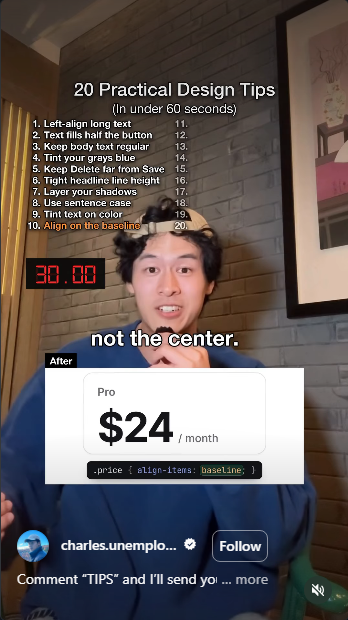 20 Practical Design Tips
(In under 60 seconds)
1. Left-align long text
2. Text fills half the button
3. Keep body text regular
4. Tint your grays blue
5. Keep Delete far from Save
6. Tight headline line height
7. Layer your shadows
8. Use sentence case
9. Tint text on color
10. Align on the baseline
11.
12.
13.
14.
15.
16.
17.
18.
19.
20.
30.00
not the center.
After
Pro
$24 / month
.price { align-items: baseline; }
charles.unemplo...
Follow
Comment “TIPS” and I’ll send you ... more